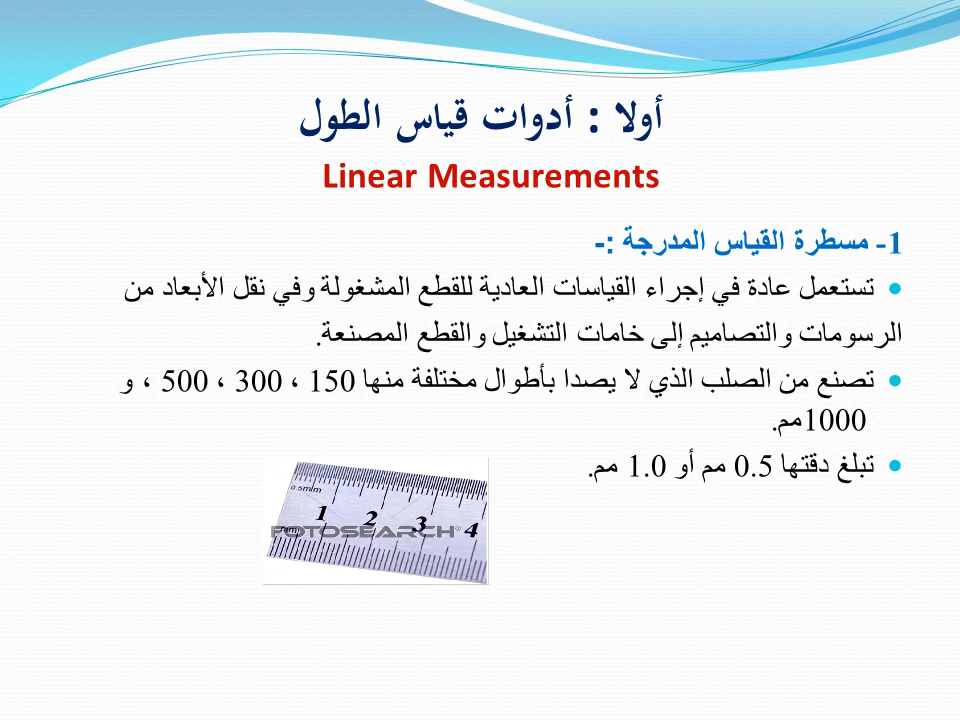 أولا : أدوات قياس الطول
Linear Measurements
1- مسطرة القياس المدرجة :-
• تستعمل عادة في إجراء القياسات العادية للقطع المشغولة وفي نقل الأبعاد من
الرسومات والتصاميم إلى خامات التشغيل والقطع المصنعة.
• تصنع من الصلب الذي لا يصدا بأطوال مختلفة منها 150 ، 300 ، 500 ، و
1000مم.
• تبلغ دقتها 0.5 مم أو 1.0 مم.
0.5mm
1 2 3 4
FOTOSEARCH®